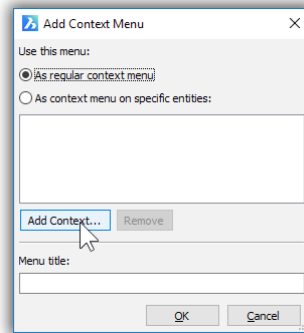 Add Context Menu
Use this menu:
As regular context menu
As context menu on specific entities:
Add Context... Remove
Menu title:
OK Cancel